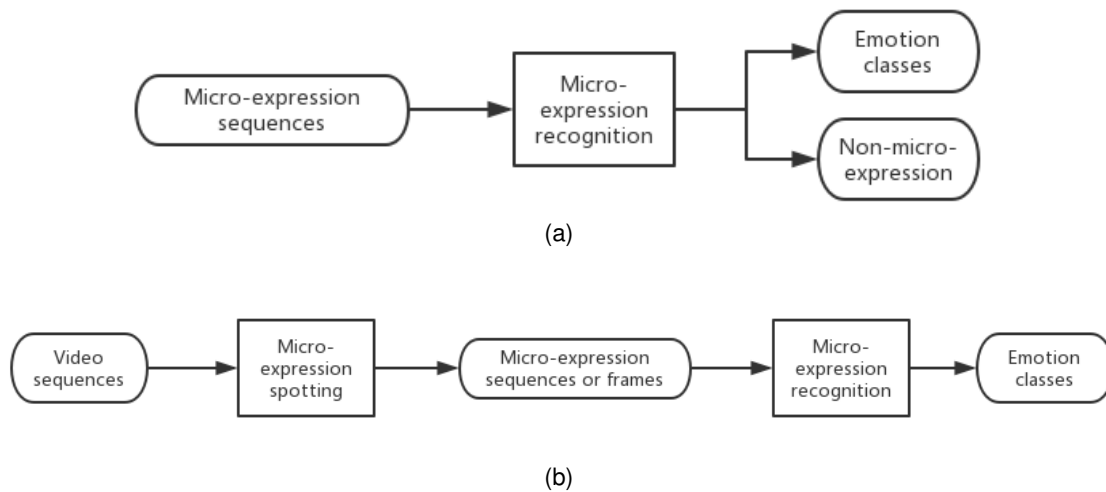 Micro-expression
sequences
Micro-
expression
recognition
Emotion
classes
Non-micro-
expression
(a)
Video
sequences
Micro-
expression
spotting
Micro-expression
sequences or frames
Micro-
expression
recognition
Emotion
classes
(b)